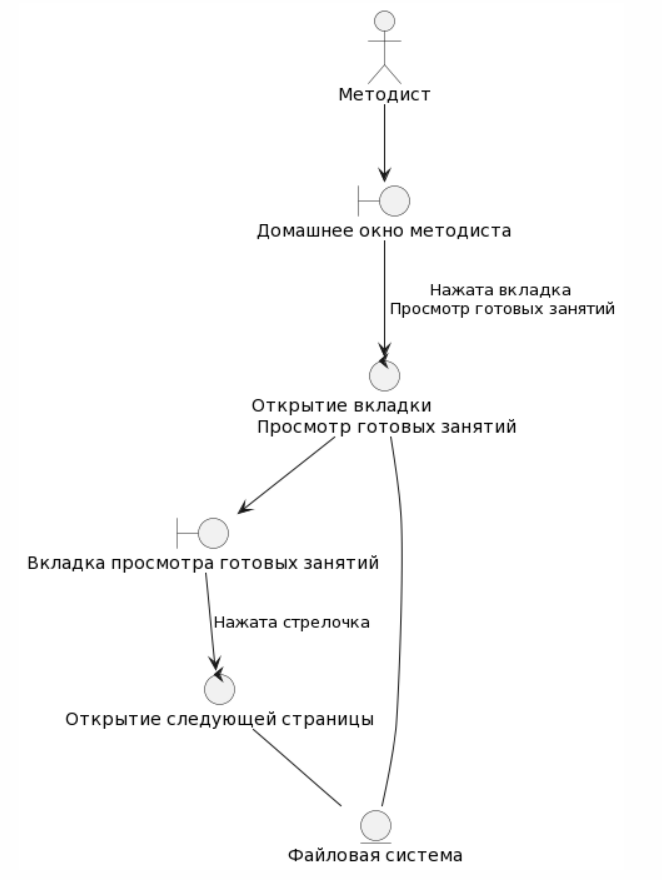 Методист
Домашнее окно методиста
Нажата вкладка
Просмотр готовых занятий
Открытие вкладки
Просмотр готовых занятий
Вкладка просмотра готовых занятий
Нажата стрелочка
Открытие следующей страницы
Файловая система